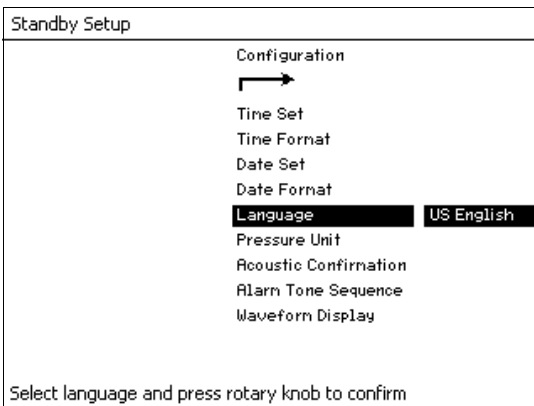 Standby Setup
Configuration
Time Set
Time Format
Date Set
Date Format
Language US English
Pressure Unit
Acoustic Confirmation
Alarm Tone Sequence
Waveform Display
Select language and press rotary knob to confirm